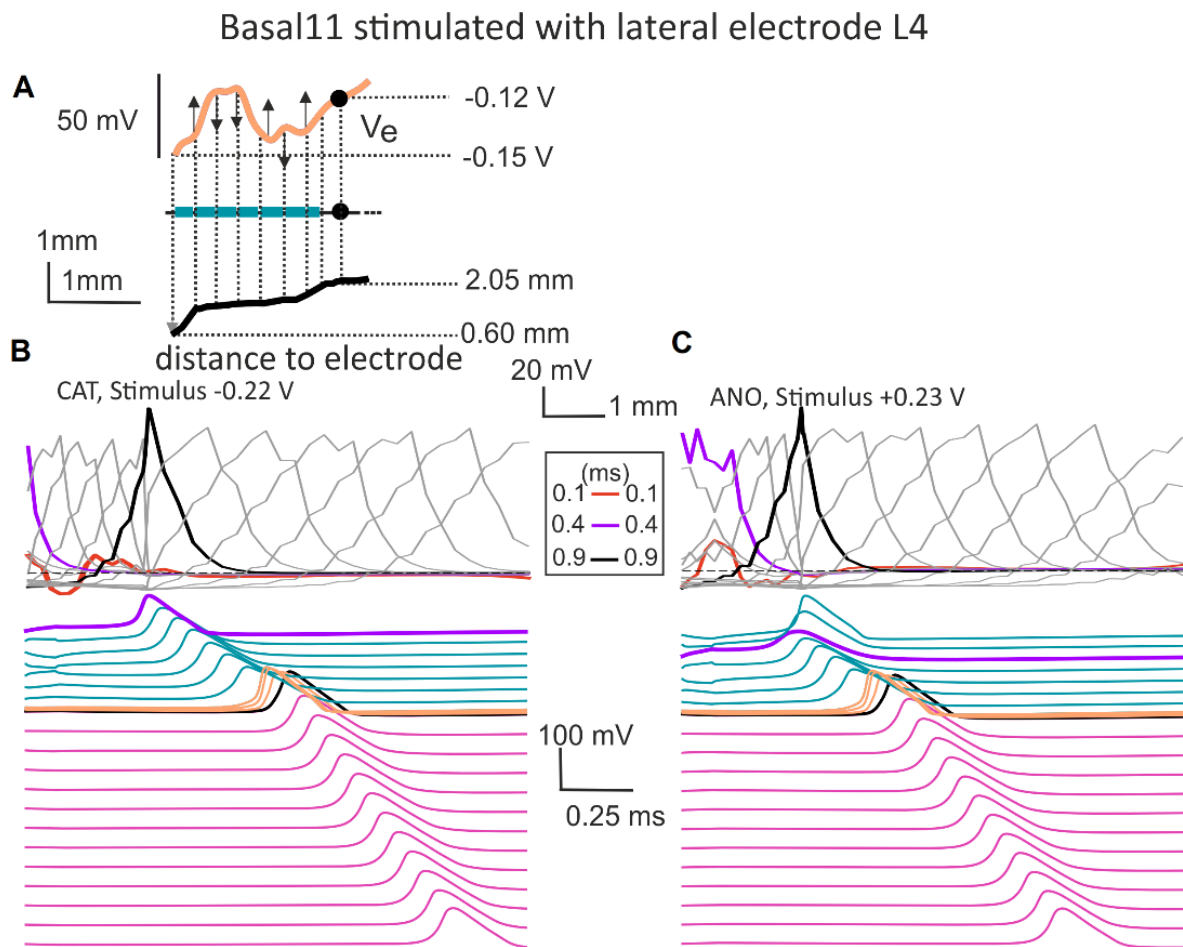 Basal11 stimulated with lateral electrode L4
A
50 mV
-0.12 V
Ve
-0.15 V
1mm
1mm
2.05 mm
0.60 mm
distance to electrode
B
CAT, Stimulus -0.22 V
20 mV
1 mm
C
ANO, Stimulus +0.23 V
(ms)
0.1 0.1
0.4 0.4
0.9 0.9
100 mV
0.25 ms